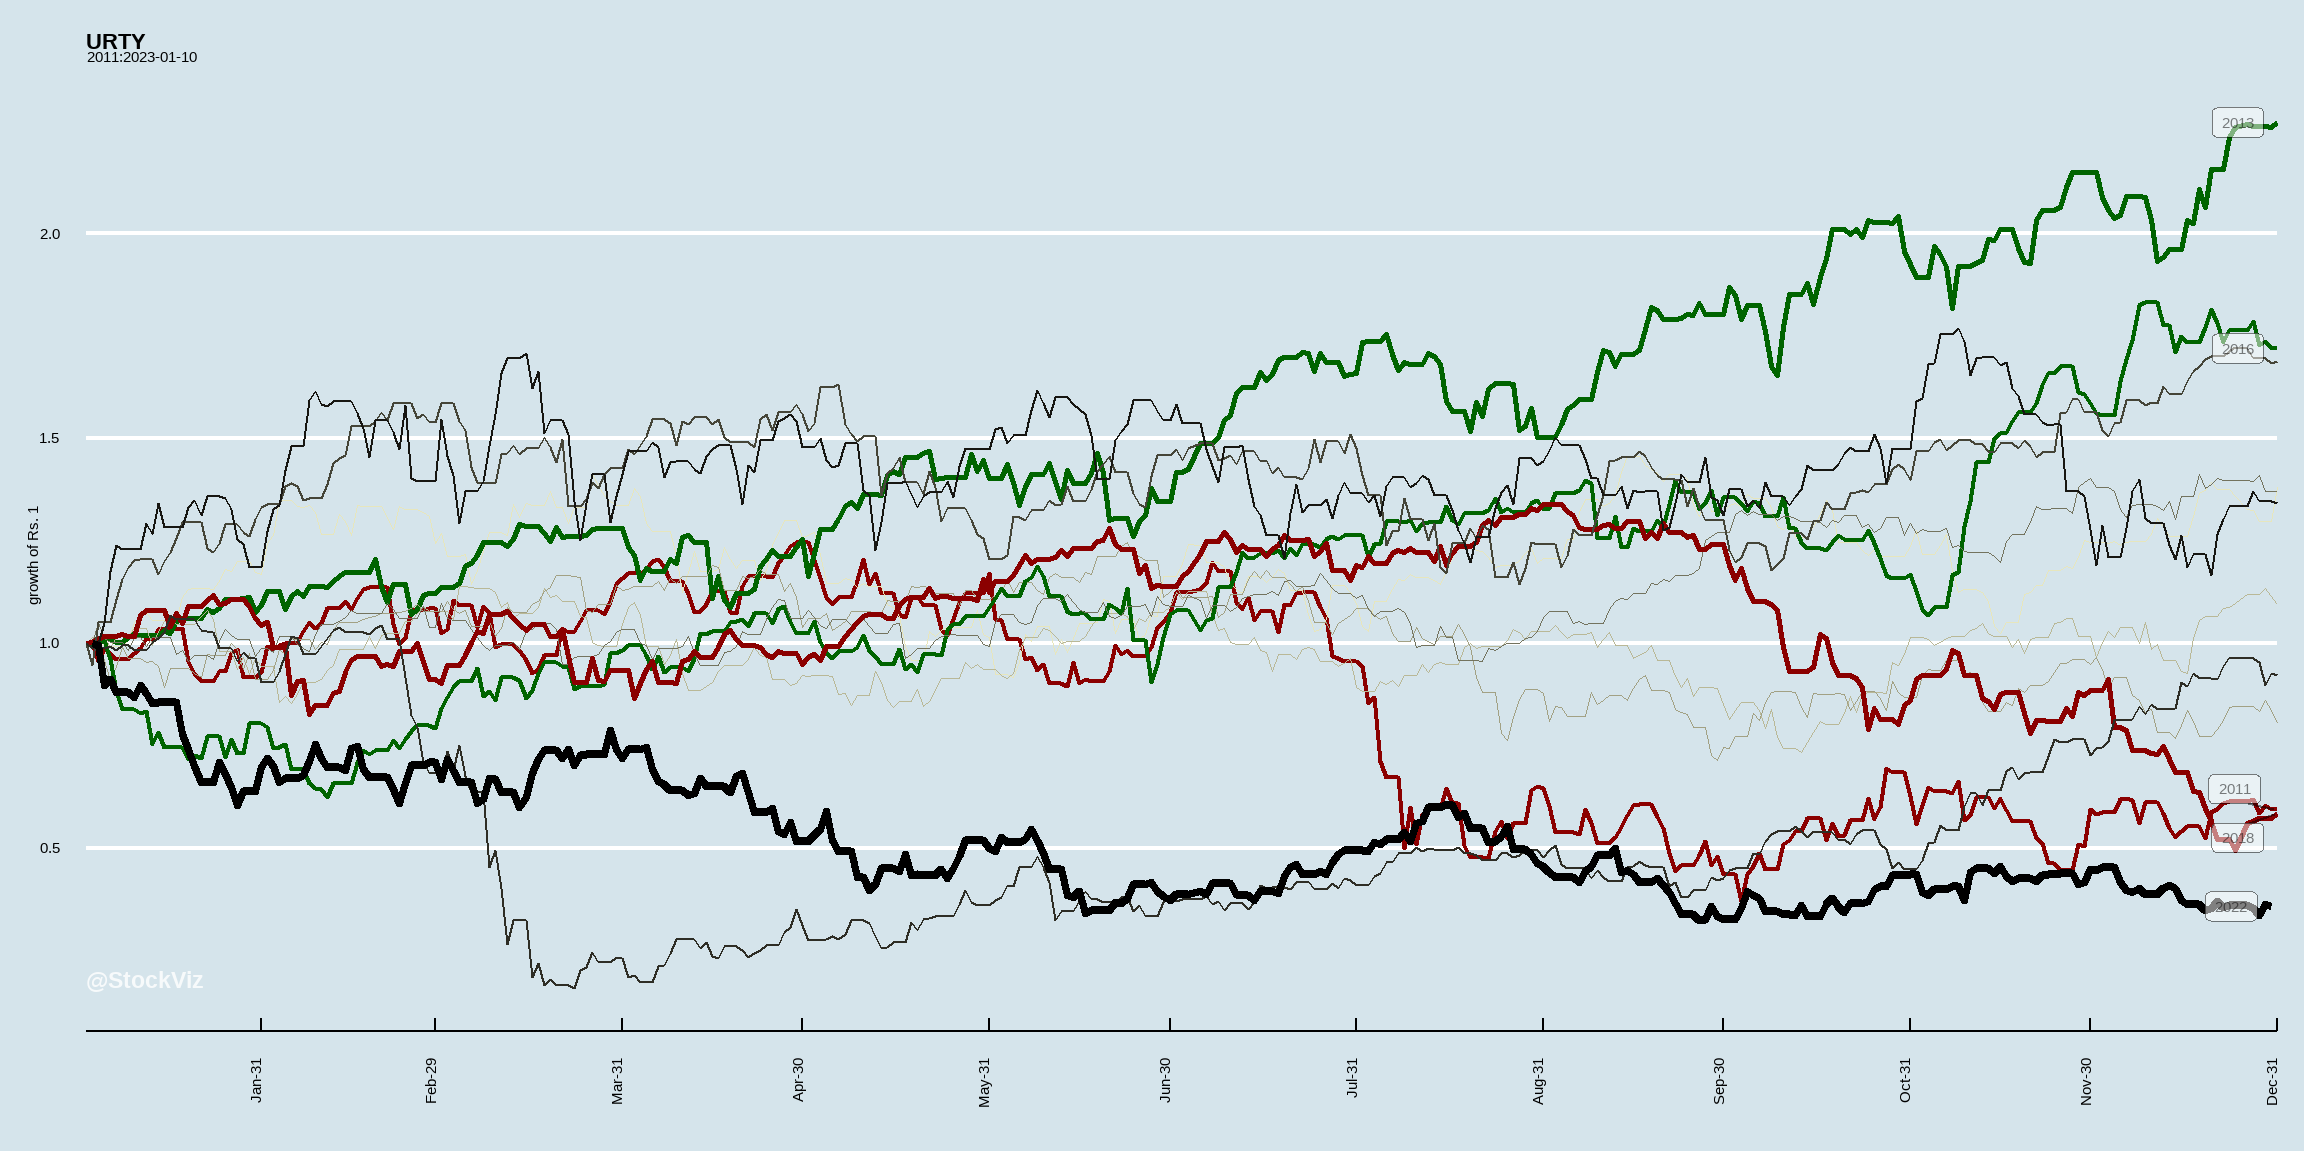 URTY
2011:2023-01-10
2013
2.0
2016
1.5
growth of Rs. 1
1.0
2011
2018
0.5
2022
@StockViz
Jan-31
Feb-29
Mar-31
Apr-30
May-31
Jun-30
Jul-31
Aug-31
Sep-30
Oct-31
Nov-30
Dec-31